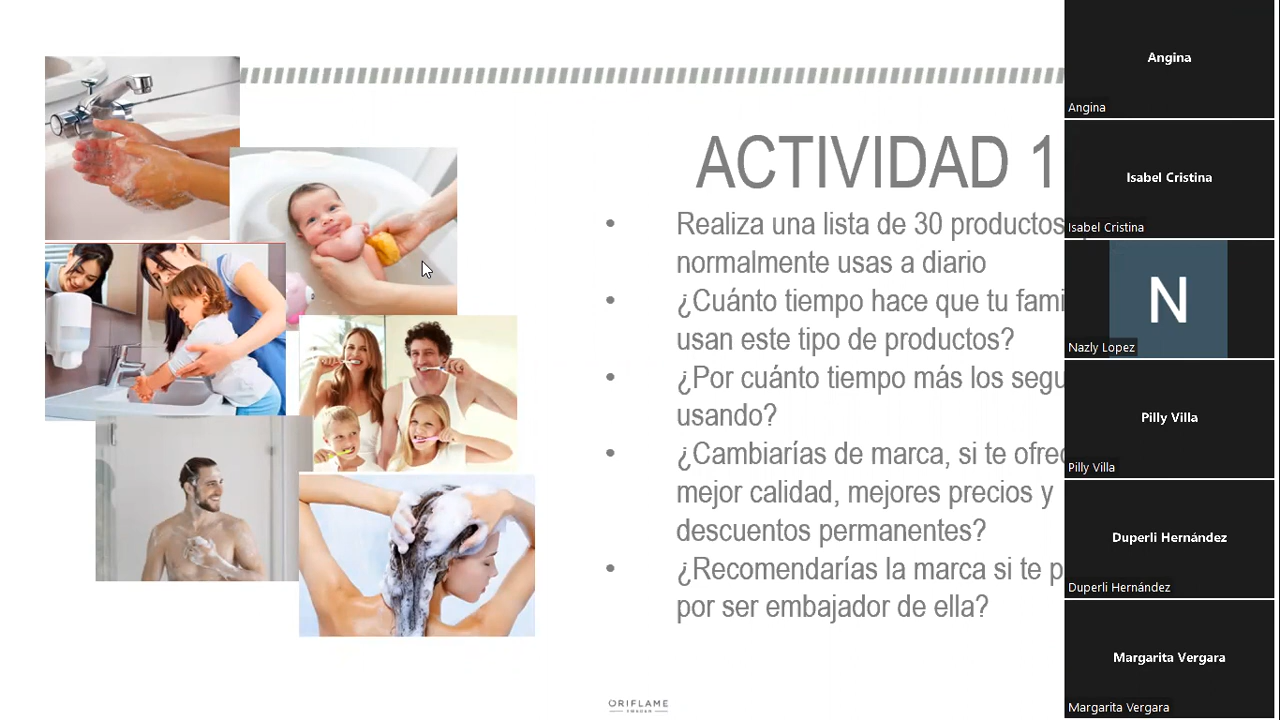 ACTIVIDAD 1
• Realiza una lista de 30 productos
normalmente usas a diario
• ¿Cuánto tiempo hace que tu fami
usan este tipo de productos?
• ¿Por cuánto tiempo más los segu
usando?
• ¿Cambiarías de marca, si te ofrec
mejor calidad, mejores precios y
descuentos permanentes?
• ¿Recomendarías la marca si te p
por ser embajador de ella?
ORIFLAME
SWEDEN
Angina
Angina
Isabel Cristina
Isabel Cristina
N
Nazly Lopez
Pilly Villa
Pilly Villa
Duperli Hernández
Duperli Hernández
Margarita Vergara
Margarita Vergara